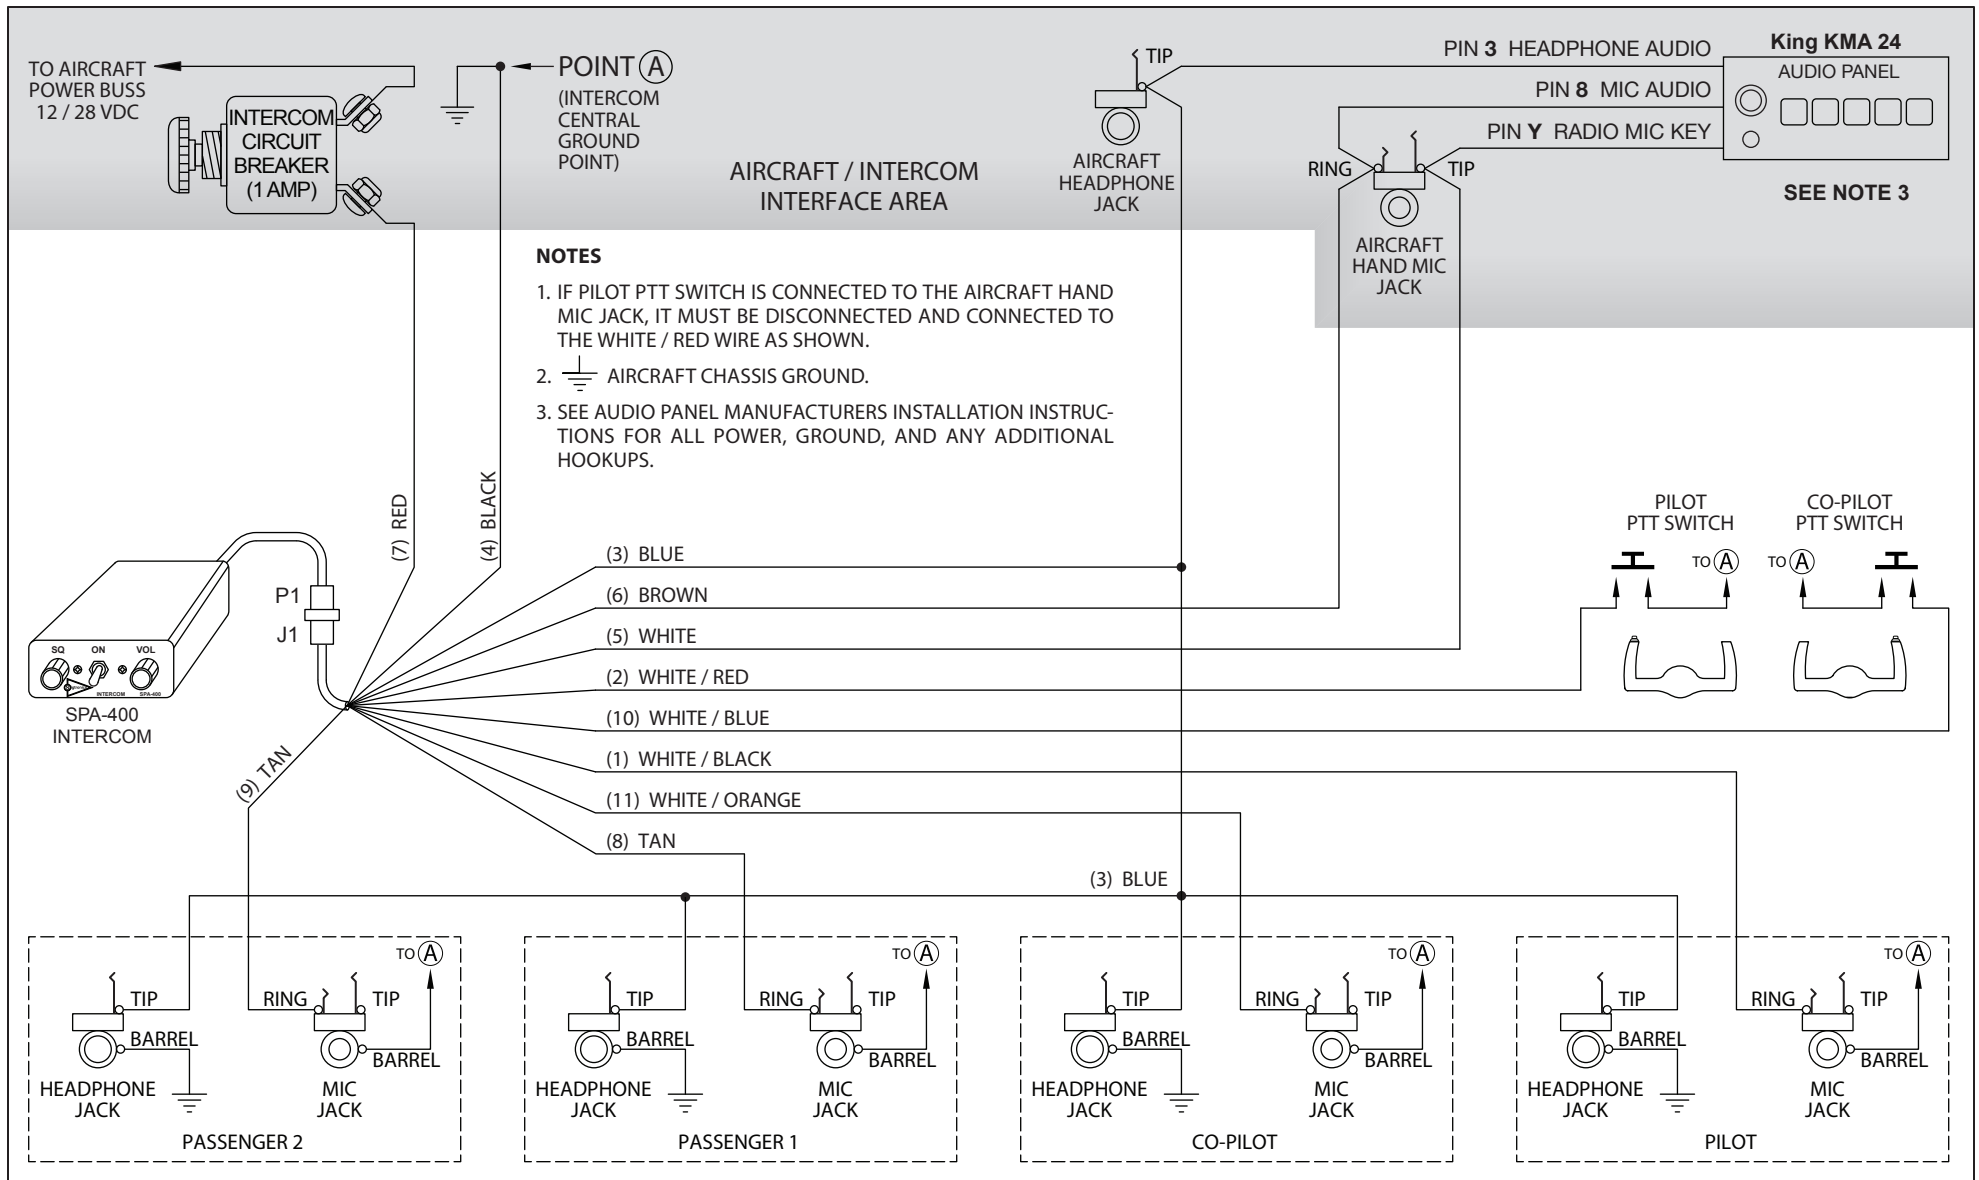 TO AIRCRAFT
POWER BUSS
12 / 28 VDC
INTERCOM
CIRCUIT
BREAKER
(1 AMP)
POINT A
(INTERCOM
CENTRAL
GROUND
POINT)
AIRCRAFT / INTERCOM
INTERFACE AREA
TIP
AIRCRAFT
HEADPHONE
JACK
PIN 3 HEADPHONE AUDIO
PIN 8 MIC AUDIO
PIN Y RADIO MIC KEY
King KMA 24
AUDIO PANEL
SEE NOTE 3
RING
TIP
AIRCRAFT
HAND MIC
JACK
NOTES
1. IF PILOT PTT SWITCH IS CONNECTED TO THE AIRCRAFT HAND
MIC JACK, IT MUST BE DISCONNECTED AND CONNECTED TO
THE WHITE / RED WIRE AS SHOWN.
2. AIRCRAFT CHASSIS GROUND.
3. SEE AUDIO PANEL MANUFACTURERS INSTALLATION INSTRUC-
TIONS FOR ALL POWER, GROUND, AND ANY ADDITIONAL
HOOKUPS.
(7) RED
(4) BLACK
(3) BLUE
(6) BROWN
(5) WHITE
(2) WHITE / RED
(10) WHITE / BLUE
(1) WHITE / BLACK
(11) WHITE / ORANGE
(8) TAN
(9) TAN
(3) BLUE
PILOT
PTT SWITCH
TO A
CO-PILOT
PTT SWITCH
TO A
P1
J1
SQ
ON
VOL
INTERCOM
SPA-400
SPA-400
INTERCOM
TIP
BARREL
HEADPHONE
JACK
RING
TIP
TO A
BARREL
MIC
JACK
PASSENGER 2
TIP
BARREL
HEADPHONE
JACK
RING
TIP
TO A
BARREL
MIC
JACK
PASSENGER 1
TIP
BARREL
HEADPHONE
JACK
RING
TIP
TO A
BARREL
MIC
JACK
CO-PILOT
TIP
BARREL
HEADPHONE
JACK
RING
TIP
TO A
BARREL
MIC
JACK
PILOT